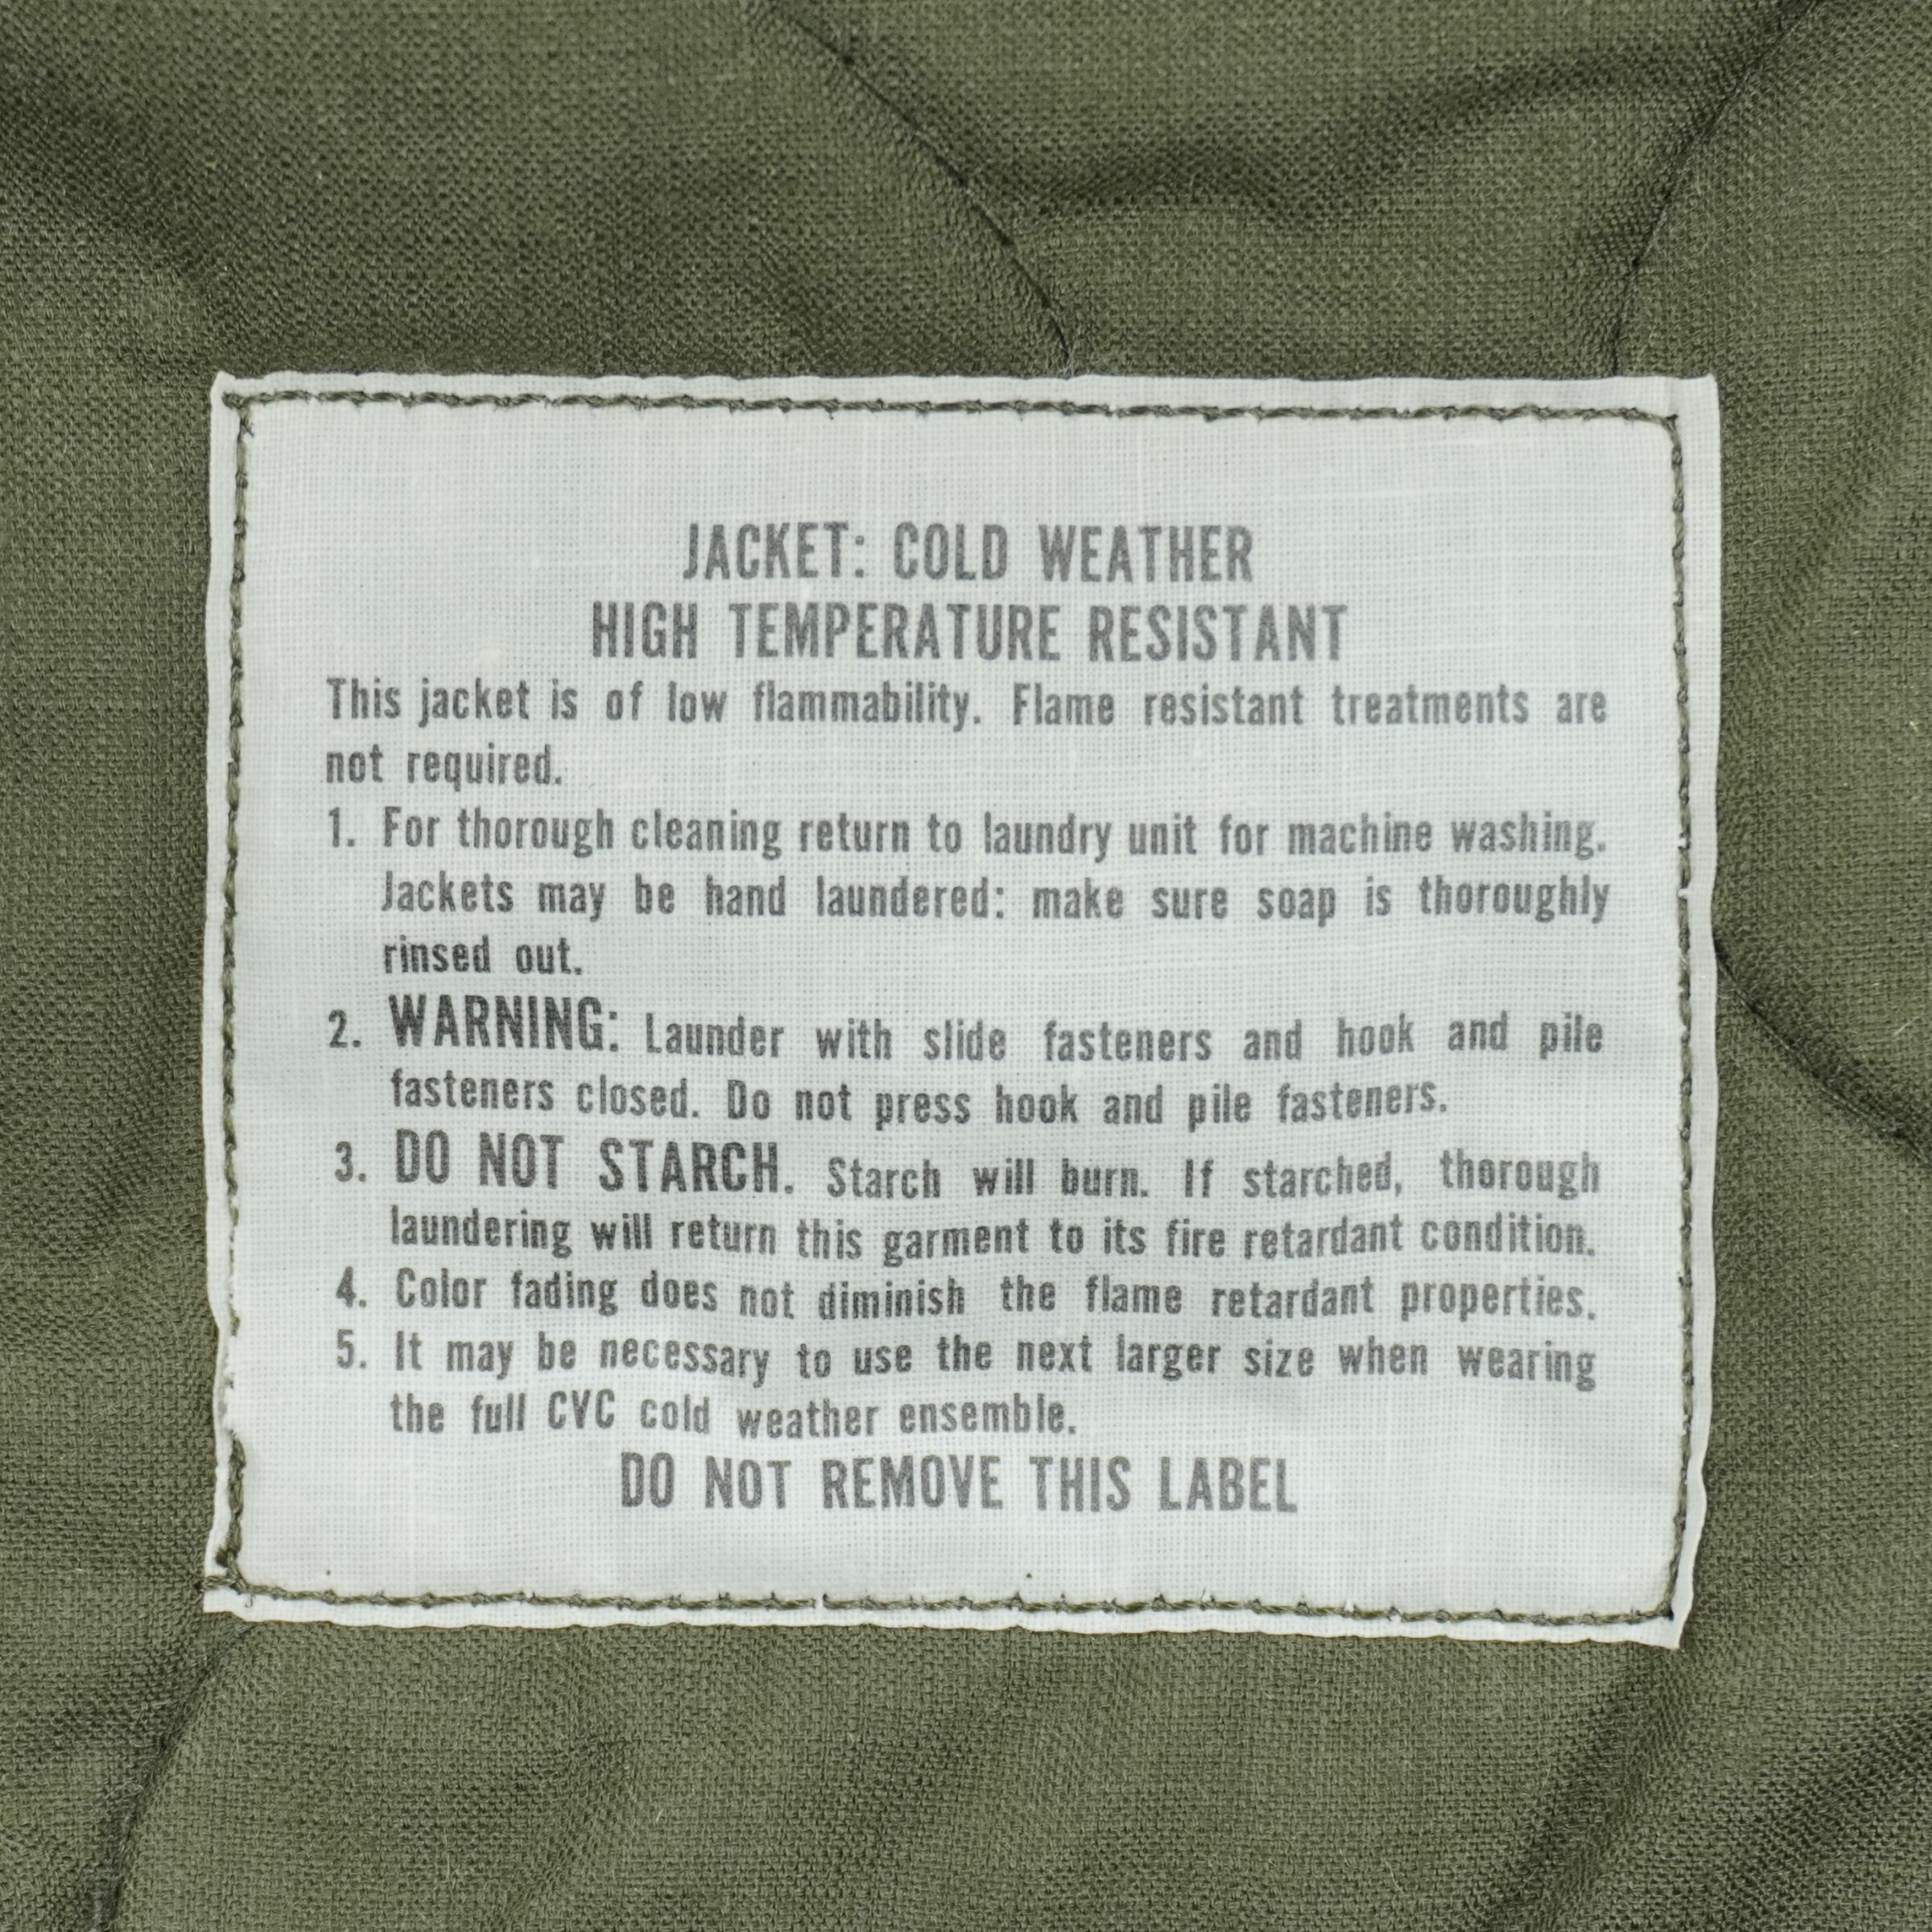 JACKET: COLD WEATHER
HIGH TEMPERATURE RESISTANT
This jacket is of low flammability. Flame resistant treatments are
not required.
1. For thorough cleaning return to laundry unit for machine washing.
Jackets may be hand laundered: make sure soap is thoroughly
rinsed out.
2. WARNING: Launder with slide fasteners and hook and pile
fasteners closed. Do not press hook and pile fasteners.
3. DO NOT STARCH. Starch will burn. If starched, thorough
laundering will return this garment to its fire retardant condition.
4. Color fading does not diminish the flame retardant properties.
5. It may be necessary to use the next larger size when wearing
the full CVC cold weather ensemble.
DO NOT REMOVE THIS LABEL